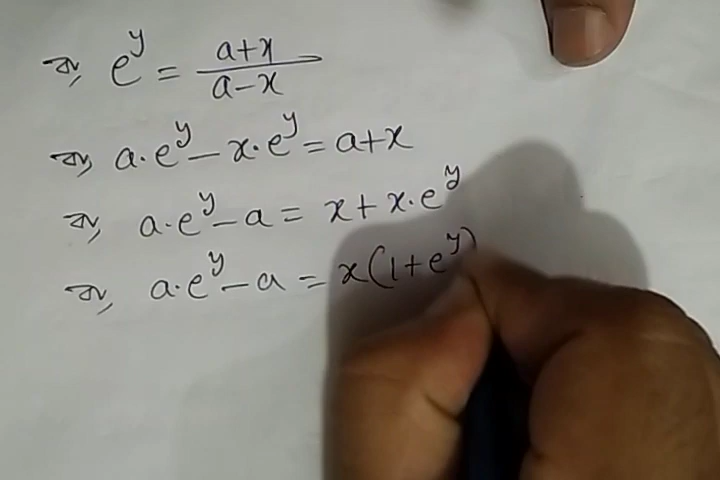 বা, e^y = (a+x)/(a-x)
বা, a·e^y - x·e^y = a+x
বা, a·e^y - a = x + x·e^y
বা, a·e^y - a = x(1+e^y)